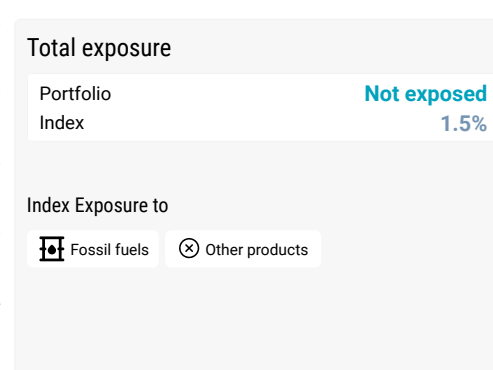 Total exposure
Portfolio Not exposed
Index 1.5%
Index Exposure to
Fossil fuels Other products